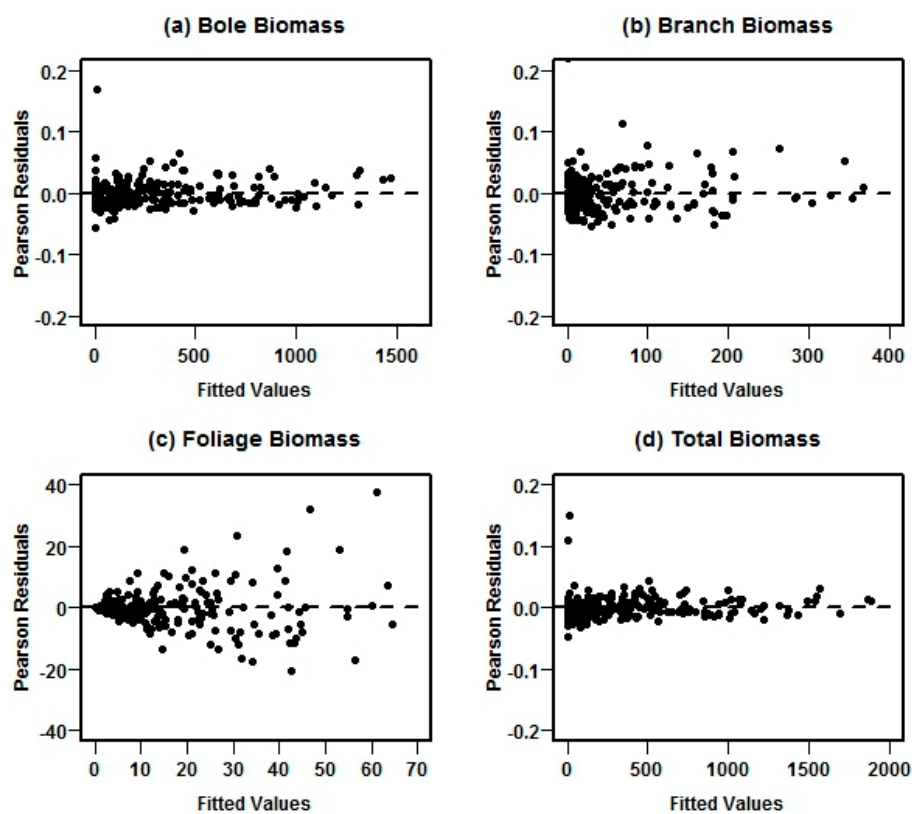 (a) Bole Biomass
Pearson Residuals
0.2
0.1
0.0
-0.1
-0.2
0 500 1000 1500
Fitted Values
(b) Branch Biomass
Pearson Residuals
0.2
0.1
0.0
-0.1
-0.2
0 100 200 300 400
Fitted Values
(c) Foliage Biomass
Pearson Residuals
40
20
0
-20
-40
0 10 20 30 40 50 60 70
Fitted Values
(d) Total Biomass
Pearson Residuals
0.2
0.1
0.0
-0.1
-0.2
0 500 1000 1500 2000
Fitted Values